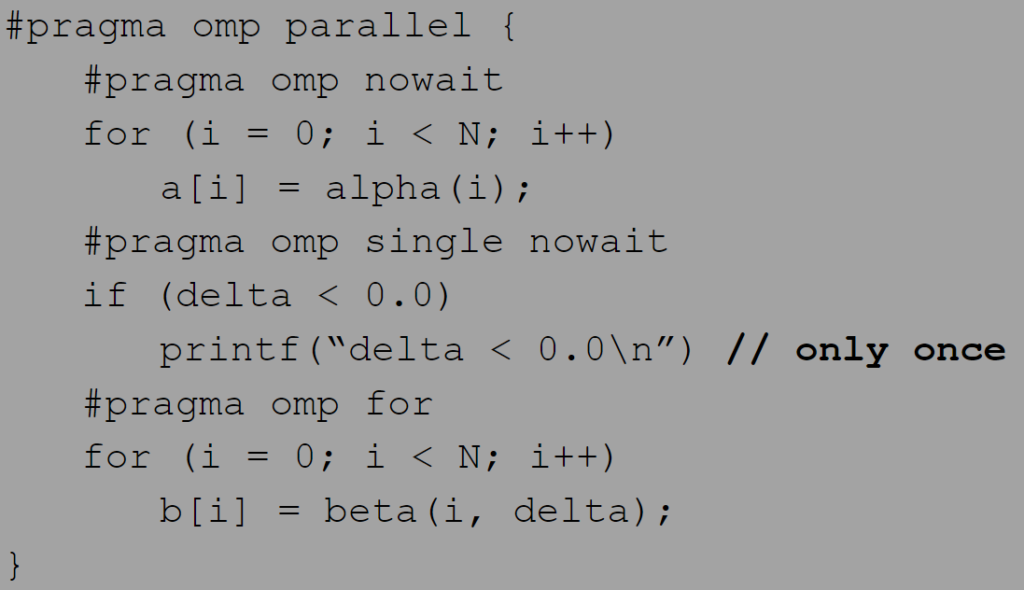 #pragma omp parallel {
    #pragma omp nowait
    for (i = 0; i < N; i++)
        a[i] = alpha(i);
    #pragma omp single nowait
    if (delta < 0.0)
        printf(“delta < 0.0\n”) // only once
    #pragma omp for
    for (i = 0; i < N; i++)
        b[i] = beta(i, delta);
}